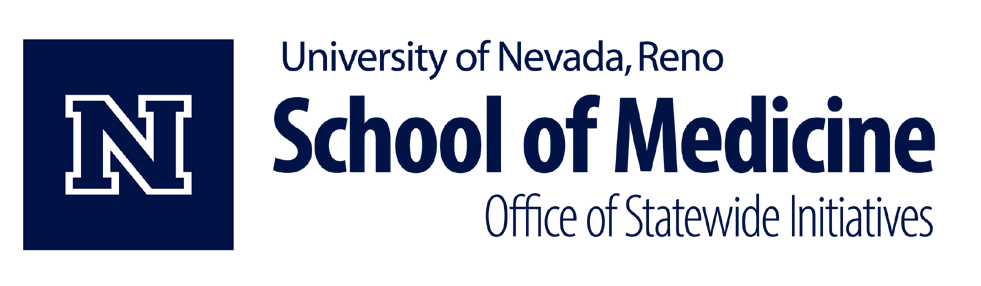 N
University of Nevada, Reno
School of Medicine
Office of Statewide Initiatives